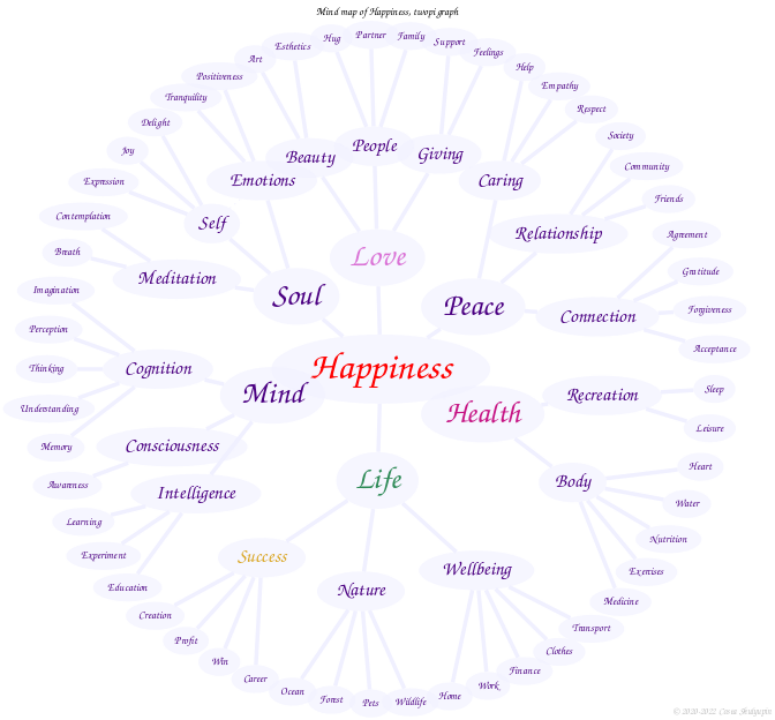 Mind map of Happiness, twopi graph
Happiness
Love
Beauty
Art
Esthetics
People
Hug
Partner
Family
Giving
Support
Feelings
Peace
Caring
Help
Empathy
Respect
Relationship
Society
Community
Friends
Connection
Agreement
Gratitude
Forgiveness
Acceptance
Health
Recreation
Sleep
Leisure
Body
Heart
Water
Nutrition
Exercises
Medicine
Life
Wellbeing
Transport
Clothes
Finance
Work
Home
Nature
Wildlife
Pets
Forest
Ocean
Success
Career
Win
Profit
Creation
Mind
Intelligence
Education
Experiment
Learning
Consciousness
Awareness
Cognition
Memory
Understanding
Thinking
Perception
Imagination
Soul
Meditation
Breath
Contemplation
Self
Expression
Joy
Delight
Emotions
Tranquility
Positiveness
© 2020-2022